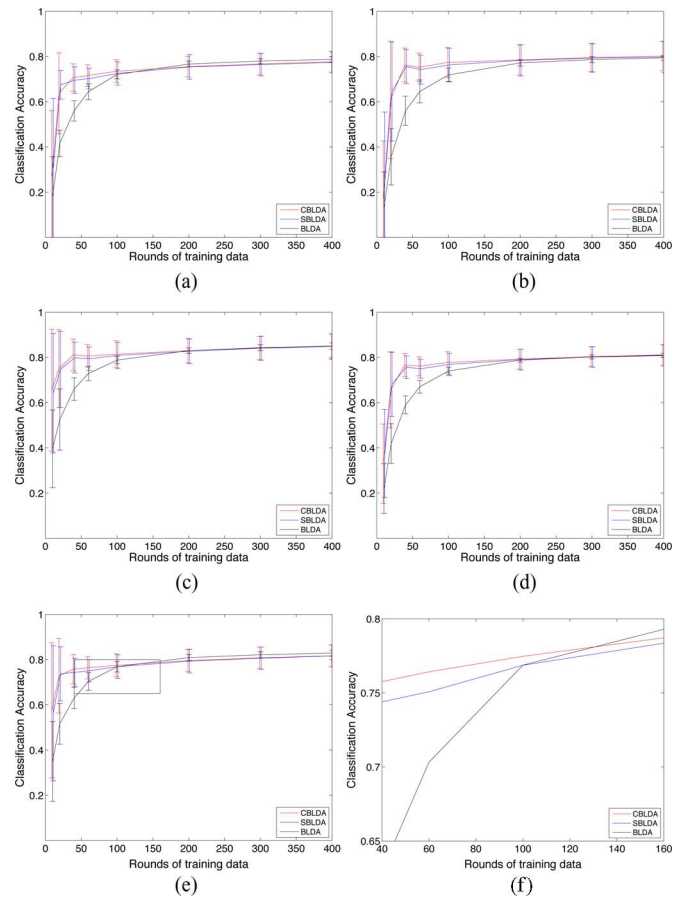 1
0.8
0.6
0.4
0.2
Classification Accuracy
CBLDA
SBLDA
BLDA
0 50 100 150 200 250 300 350 400
Rounds of training data
(a)
1
0.8
0.6
0.4
0.2
Classification Accuracy
CBLDA
SBLDA
BLDA
0 50 100 150 200 250 300 350 400
Rounds of training data
(b)
1
0.8
0.6
0.4
0.2
Classification Accuracy
CBLDA
SBLDA
BLDA
0 50 100 150 200 250 300 350 400
Rounds of training data
(c)
1
0.8
0.6
0.4
0.2
Classification Accuracy
CBLDA
SBLDA
BLDA
0 50 100 150 200 250 300 350 400
Rounds of training data
(d)
1
0.8
0.6
0.4
0.2
Classification Accuracy
CBLDA
SBLDA
BLDA
0 50 100 150 200 250 300 350 400
Rounds of training data
(e)
0.8
0.75
0.7
0.65
Classification Accuracy
CBLDA
SBLDA
BLDA
40 60 80 100 120 140 160
Rounds of training data
(f)